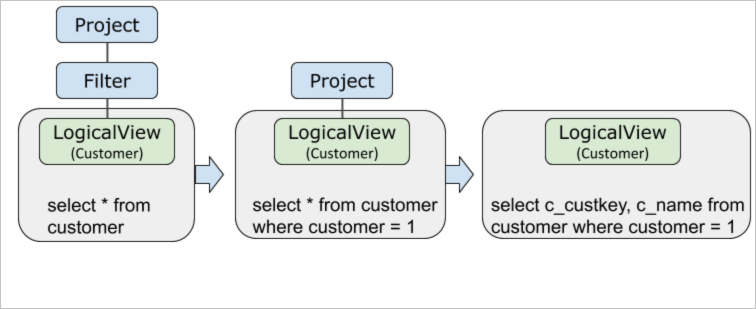 Project
Filter
LogicalView
(Customer)
select * from
customer
Project
LogicalView
(Customer)
select * from customer
where customer = 1
LogicalView
(Customer)
select c_custkey, c_name from
customer where customer = 1